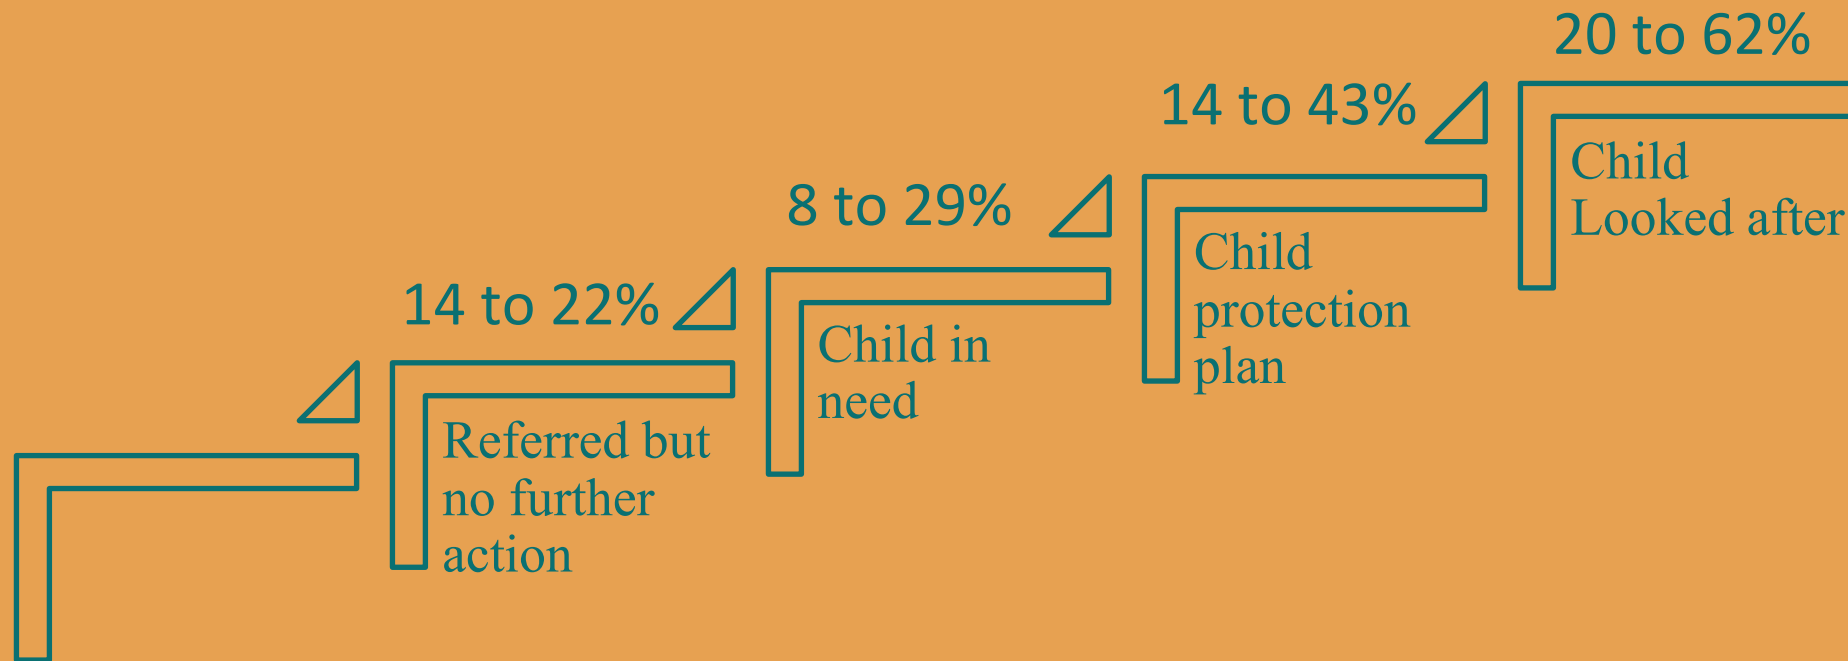 14 to 22%
Referred but
no further
action
8 to 29%
Child in
need
14 to 43%
Child
protection
plan
20 to 62%
Child
Looked after